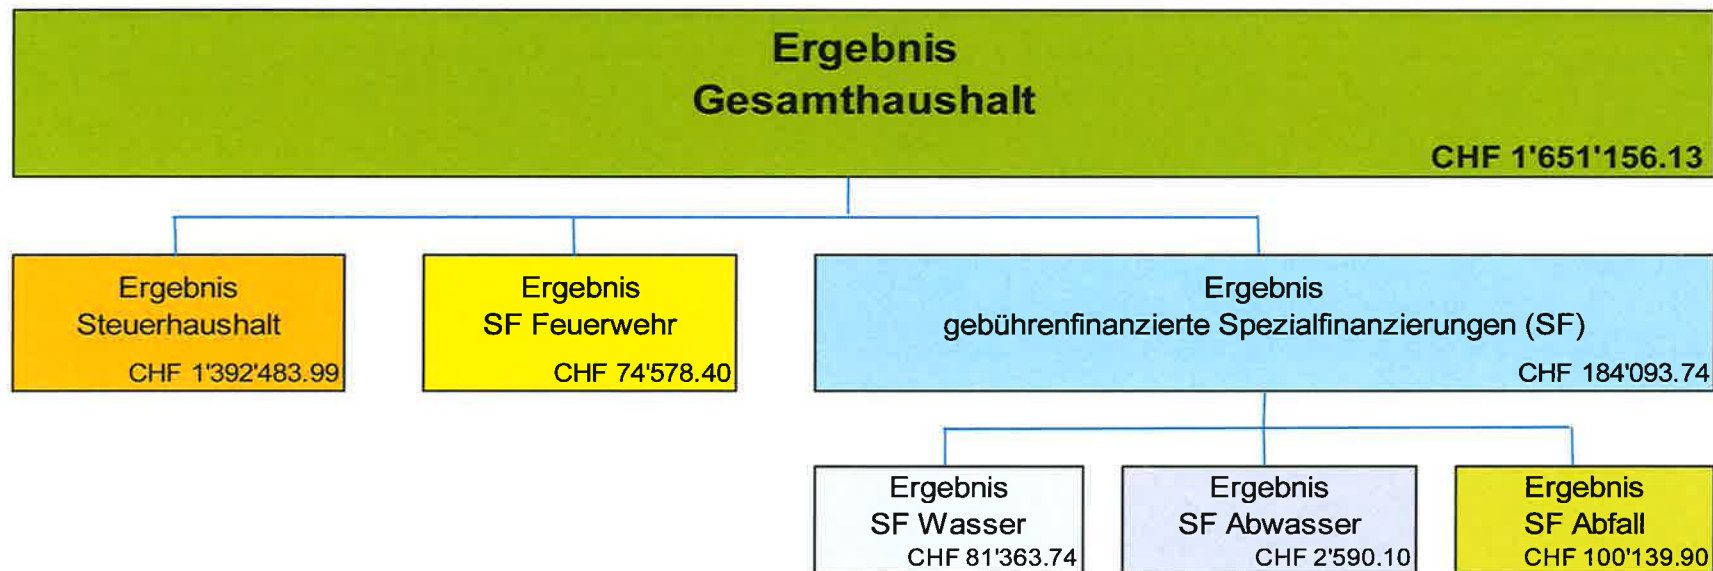 Ergebnis
Gesamthaushalt
CHF 1'651'156.13
Ergebnis
Steuerhaushalt
CHF 1'392'483.99
Ergebnis
SF Feuerwehr
CHF 74'578.40
Ergebnis
gebührenfinanzierte Spezialfinanzierungen (SF)
CHF 184'093.74
Ergebnis
SF Wasser
CHF 81'363.74
Ergebnis
SF Abwasser
CHF 2'590.10
Ergebnis
SF Abfall
CHF 100'139.90